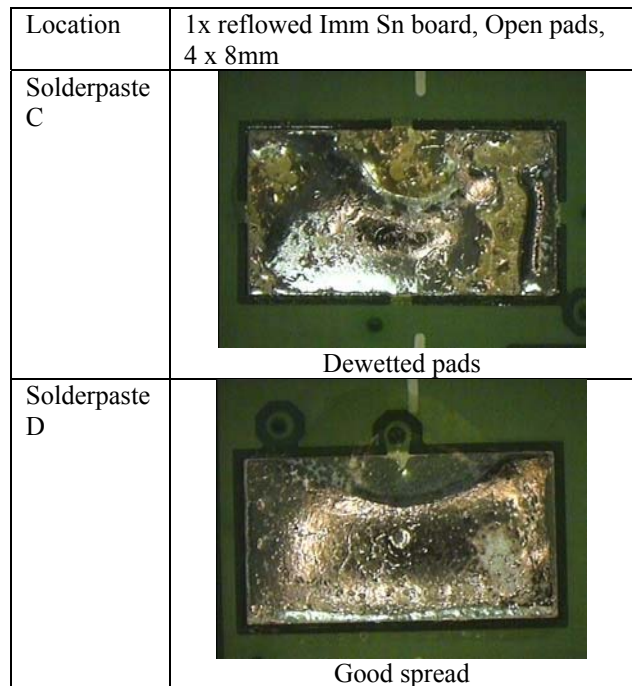 Location
1x reflowed Imm Sn board, Open pads,
4 x 8mm
Solderpaste
C
Dewetted pads
Solderpaste
D
Good spread